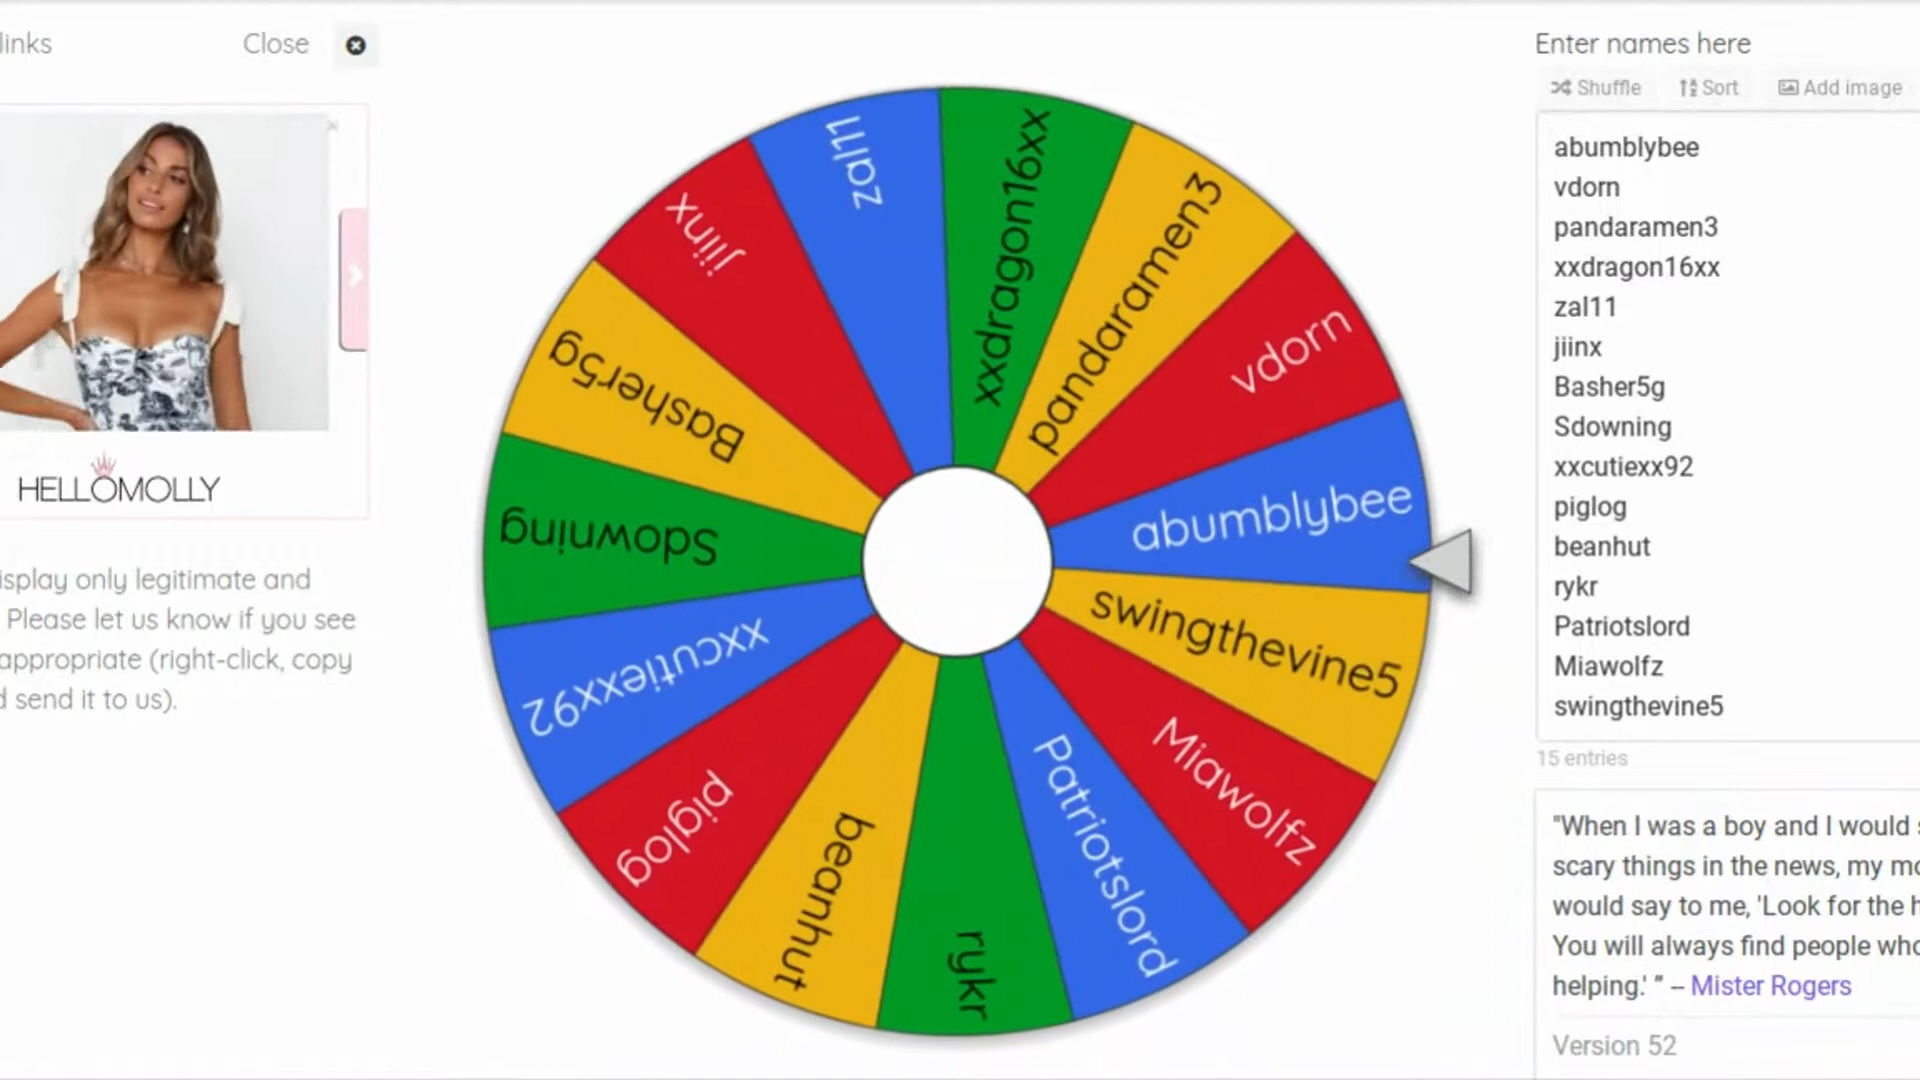 links
Close
HELLOMOLLY
isplay only legitimate and
Please let us know if you see
appropriate (right-click, copy
d send it to us).
zal11
xxdragon16xx
pandaramen3
vdorn
abumblybee
swingthevine5
Miawolfz
Patriotslord
rykr
beanhut
piglog
xxcutiexx92
Sdowning
Basher5g
jiinx
Enter names here
Shuffle
Sort
Add image
abumblybee
vdorn
pandaramen3
xxdragon16xx
zal11
jiinx
Basher5g
Sdowning
xxcutiexx92
piglog
beanhut
rykr
Patriotslord
Miawolfz
swingthevine5
15 entries
"When I was a boy and I would s
scary things in the news, my mo
would say to me, 'Look for the h
You will always find people who
helping.' ” – Mister Rogers
Version 52